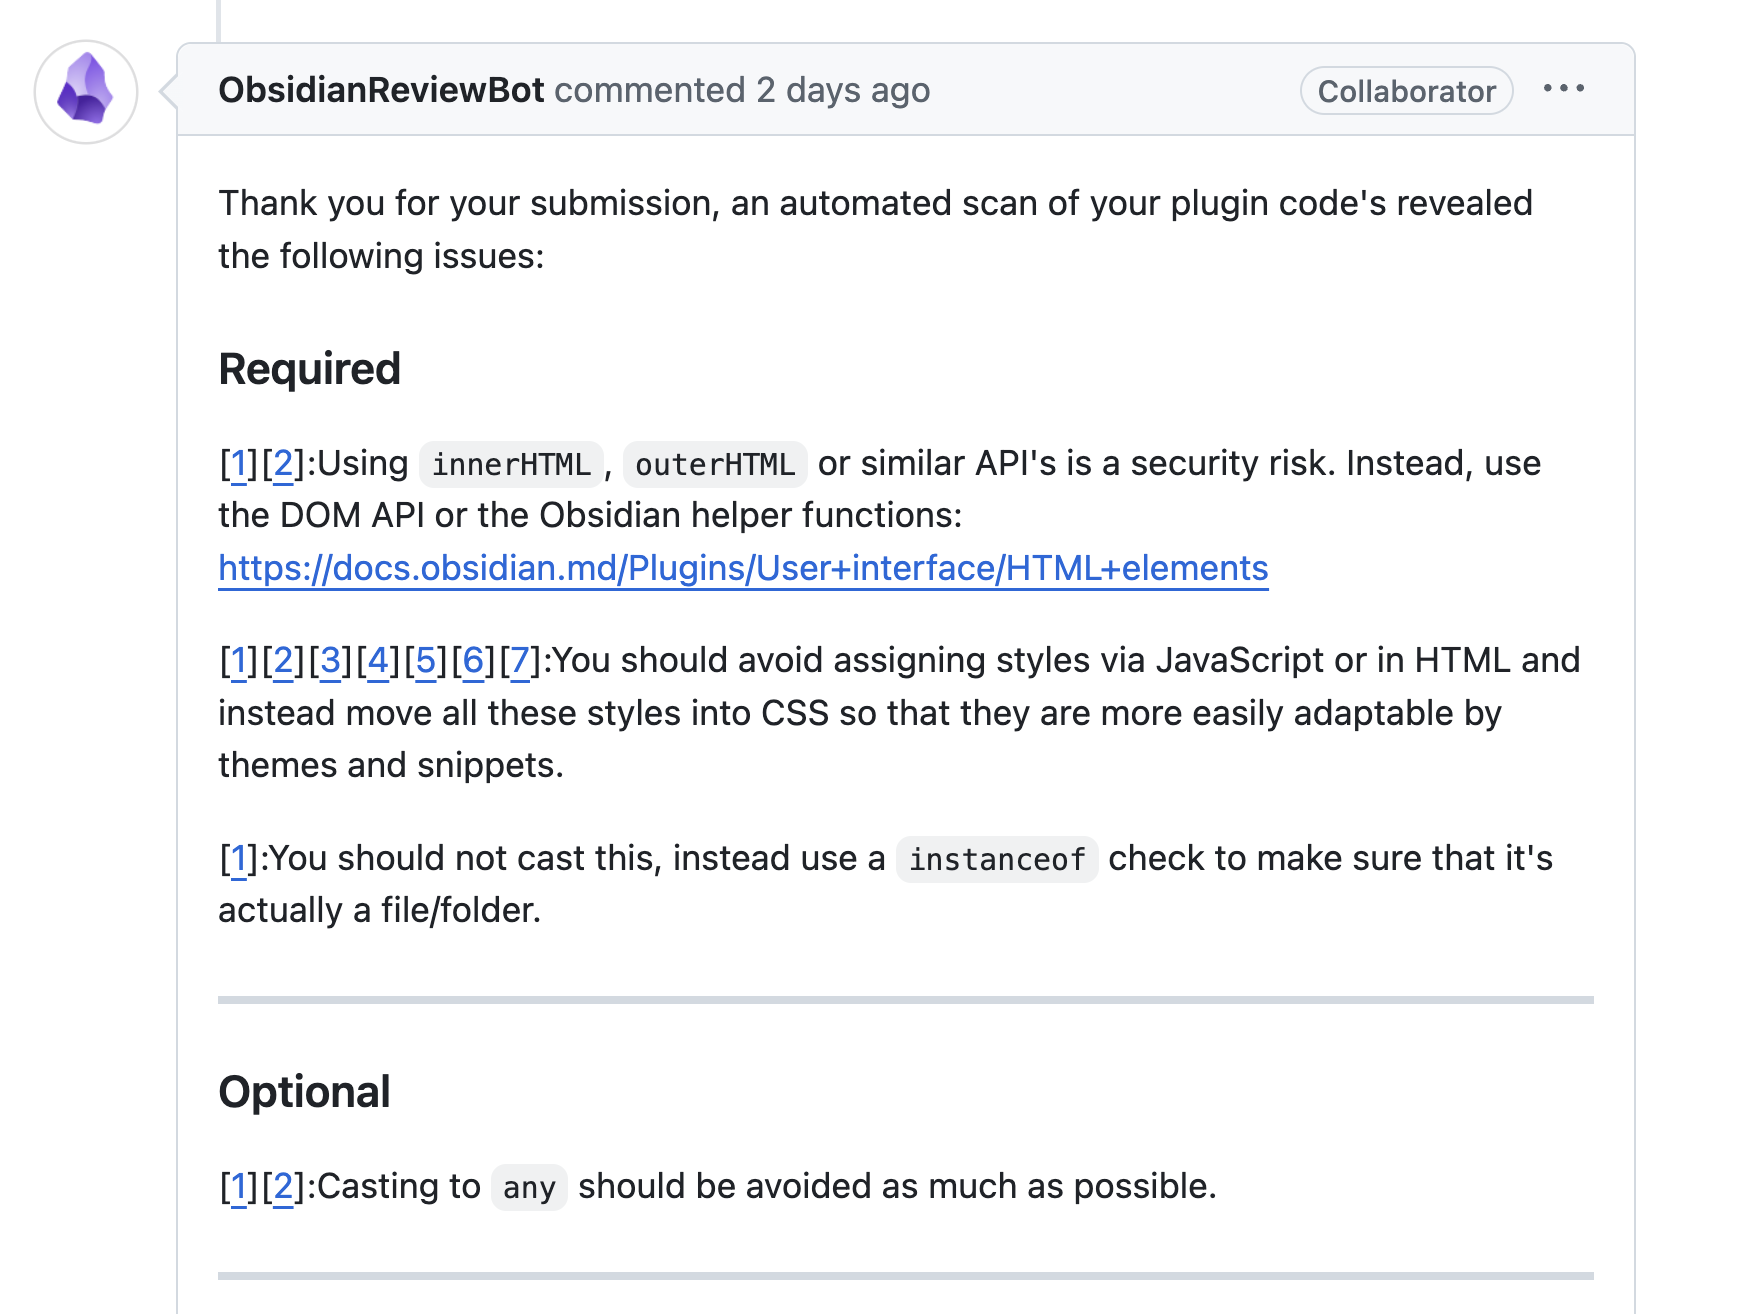 ObsidianReviewBot commented 2 days ago
Collaborator
Thank you for your submission, an automated scan of your plugin code's revealed
the following issues:
Required
[1][2]:Using innerHTML, outerHTML or similar API's is a security risk. Instead, use
the DOM API or the Obsidian helper functions:
https://docs.obsidian.md/Plugins/User+interface/HTML+elements
[1][2][3][4][5][6][7]:You should avoid assigning styles via JavaScript or in HTML and
instead move all these styles into CSS so that they are more easily adaptable by
themes and snippets.
[1]:You should not cast this, instead use a instanceof check to make sure that it's
actually a file/folder.
Optional
[1][2]:Casting to any should be avoided as much as possible.